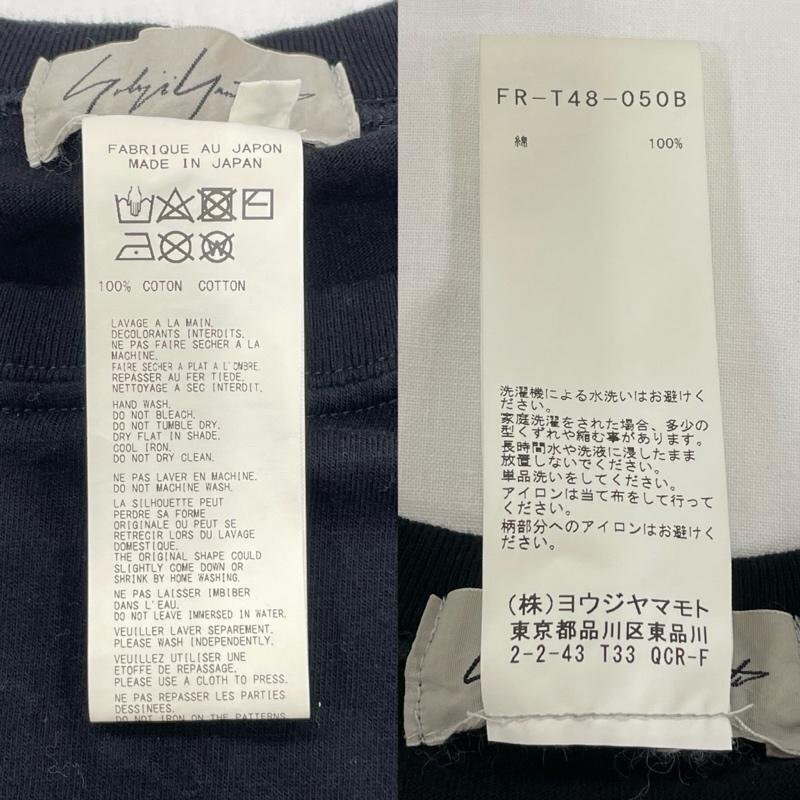 Yohji Yam
FABRIQUE AU JAPON
MADE IN JAPAN
100% COTON COTTON
LAVAGE A LA MAIN.
DECOLORANTS INTERDITS.
NE PAS FAIRE SECHER A LA
MACHINE.
FAIRE SECHER A PLAT A L'OMBRE.
REPASSER AU FER TIEDE.
NETTOYAGE A SEC INTERDIT.
HAND WASH.
DO NOT BLEACH.
DO NOT TUMBLE DRY.
DRY FLAT IN SHADE.
COOL IRON.
DO NOT DRY CLEAN.
NE PAS LAVER EN MACHINE.
DO NOT MACHINE WASH.
LA SILHOUETTE PEUT
PERDRE SA FORME
ORIGINALE OU PEUT SE
RETRECIR LORS DU LAVAGE
DOMESTIQUE.
THE ORIGINAL SHAPE COULD
SLIGHTLY COME DOWN OR
SHRINK BY HOME WASHING.
NE PAS LAISSER IMBIBER
DANS L'EAU.
DO NOT LEAVE IMMERSED IN WATER.
VEUILLER LAVER SEPAREMENT.
PLEASE WASH INDEPENDENTLY.
VEUILLEZ UTILISER UNE
ETOFFE DE REPASSAGE.
PLEASE USE A CLOTH TO PRESS.
NE PAS REPASSER LES PARTIES
DESSINEES.
DO NOT IRON ON THE PATTERNS
FR-T48-050B
綿 100%
洗濯機による水洗いはお避けく
ださい。
家庭洗濯をされた場合、多少の
型くずれや縮む事があります。
長時間水や洗液に浸したまま
放置しないでください。
単品洗いをしてください。
アイロンは当て布をして行って
ください。
柄部分へのアイロンはお避けく
ださい。
(株)ヨウジヤマモト
東京都品川区東品川
2-2-43 T33 QCR-F